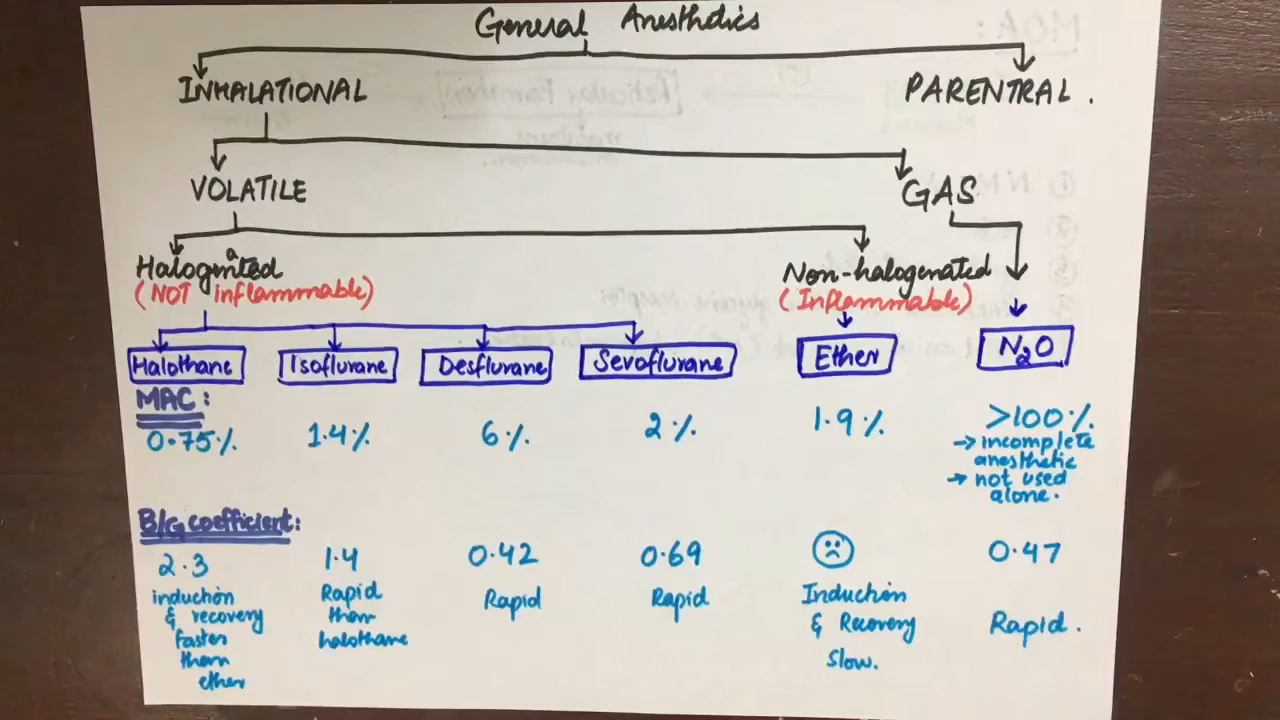 General Anesthetics
INHALATIONAL
PARENTRAL.
VOLATILE
GAS
Halogenated
(NOT inflammable)
Non-halogenated
(Inflammable)
Halothane
Isoflurane
Desflurane
Sevoflurane
Ether
N₂O
MAC:
0.75%
1.4%
6%
2%
1.9%
>100%
→ incomplete
anesthetic
→ not used
alone.
B/G coefficient:
2.3
induction
& recovery
faster
than
ether
1.4
Rapid
than
halothane
0.42
Rapid
0.69
Rapid
☹
Induction
& Recovery
Slow.
0.47
Rapid.
MOA: